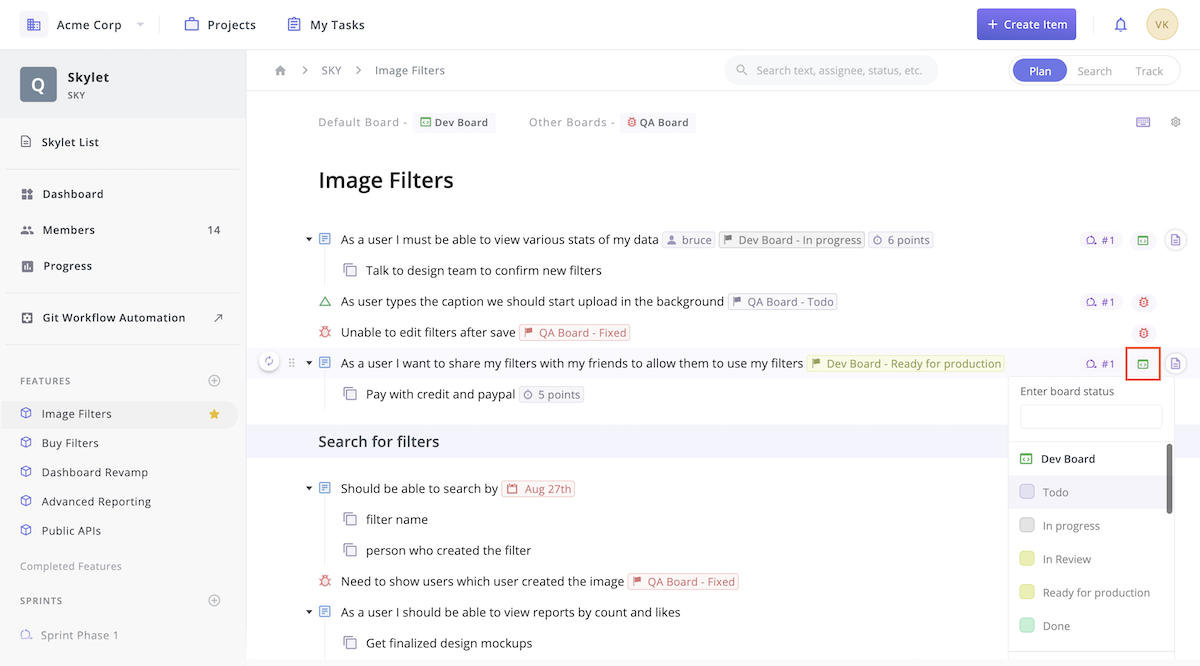 Acme Corp
Projects
My Tasks
+ Create Item
VK
Q
Skylet
SKY
SKY
Image Filters
Search text, assignee, status, etc.
Plan
Search
Track
Skylet List
Dashboard
Members 14
Progress
Git Workflow Automation
FEATURES
Image Filters
Buy Filters
Dashboard Revamp
Advanced Reporting
Public APIs
Completed Features
SPRINTS
Sprint Phase 1
Default Board - Dev Board
Other Boards - QA Board
Image Filters
As a user I must be able to view various stats of my data bruce Dev Board - In progress 6 points #1
Talk to design team to confirm new filters
As user types the caption we should start upload in the background QA Board - Todo #1
Unable to edit filters after save QA Board - Fixed
As a user I want to share my filters with my friends to allow them to use my filters Dev Board - Ready for production #1
Pay with credit and paypal 5 points
Search for filters
Should be able to search by Aug 27th
filter name
person who created the filter
Need to show users which user created the image QA Board - Fixed
As a user I should be able to view reports by count and likes
Get finalized design mockups
Enter board status
Dev Board
Todo
In progress
In Review
Ready for production
Done